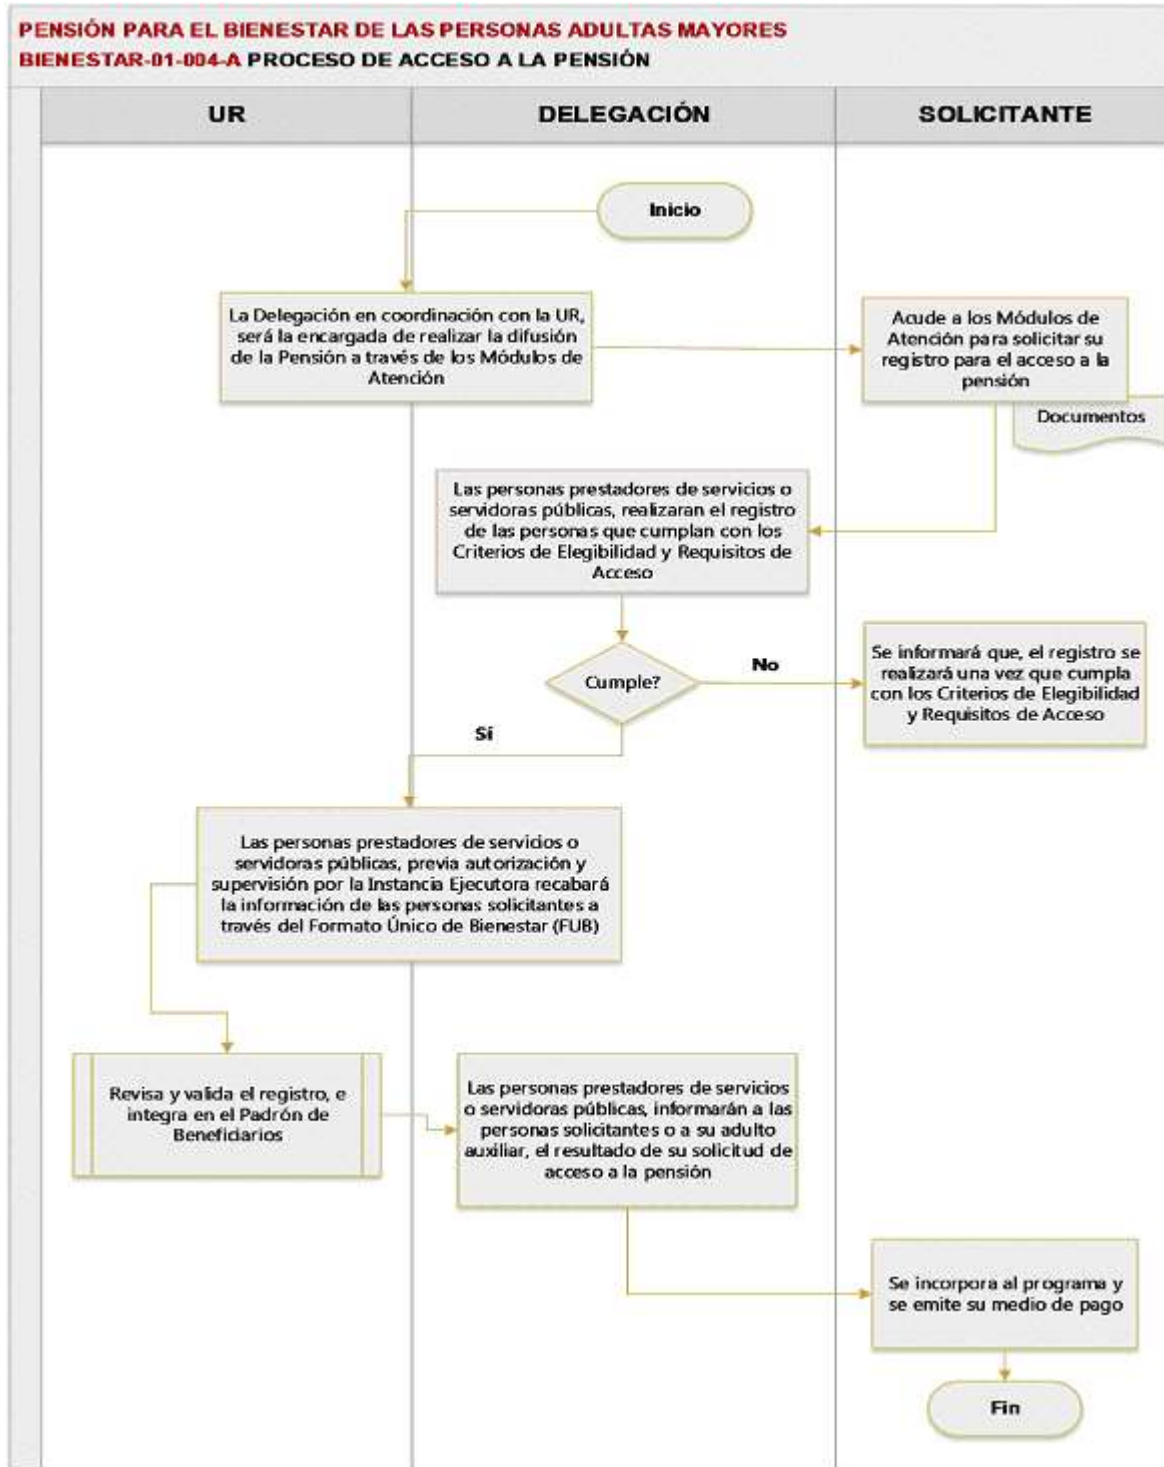 PENSIÓN PARA EL BIENESTAR DE LAS PERSONAS ADULTAS MAYORES
BIENESTAR-01-004-A PROCESO DE ACCESO A LA PENSIÓN
UR
DELEGACIÓN
SOLICITANTE
Inicio
La Delegación en coordinación con la UR,
será la encargada de realizar la difusión
de la Pensión a través de los Módulos de
Atención
Acude a los Módulos de
Atención para solicitar su
registro para el acceso a la
pensión
Documentos
Las personas prestadores de servicios o
servidoras públicas, realizaran el registro
de las personas que cumplan con los
Criterios de Elegibilidad y Requisitos de
Acceso
Cumple?
No
Se informará que, el registro se
realizará una vez que cumpla
con los Criterios de Elegibilidad
y Requisitos de Acceso
Sí
Las personas prestadores de servicios o
servidoras públicas, previa autorización y
supervisión por la Instancia Ejecutora recabará
la información de las personas solicitantes a
través del Formato Único de Bienestar (FUB)
Revisa y valida el registro, e
integra en el Padrón de
Beneficiarios
Las personas prestadores de servicios
o servidoras públicas, informarán a las
personas solicitantes o a su adulto
auxiliar, el resultado de su solicitud de
acceso a la pensión
Se incorpora al programa y
se emite su medio de pago
Fin